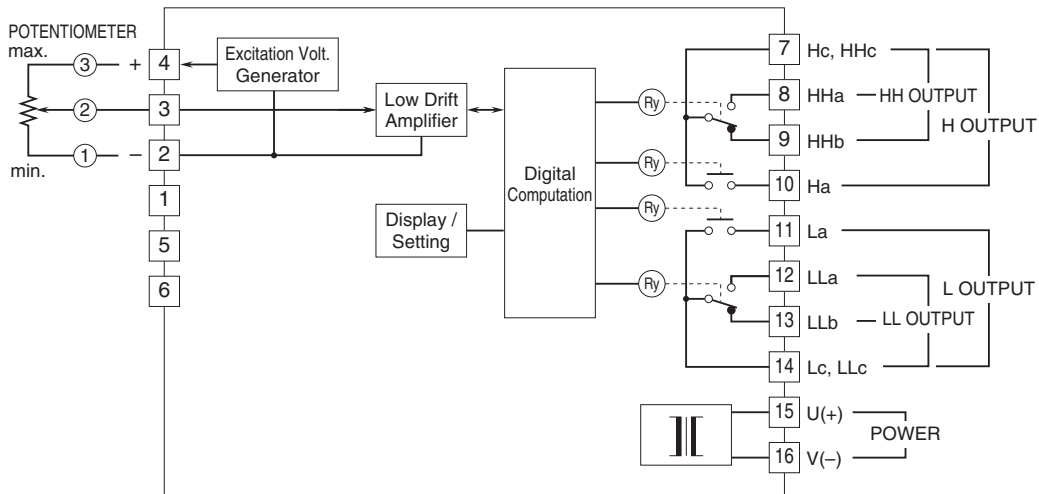 POTENTIOMETER
max.
3
+
4
Excitation Volt.
Generator
2
3
Low Drift
Amplifier
1
–
2
min.
1
5
6
Display /
Setting
Digital
Computation
Ry
Ry
Ry
Ry
7 Hc, HHc
8 HHa
HH OUTPUT
9 HHb
H OUTPUT
10 Ha
11 La
12 LLa
L OUTPUT
13 LLb
LL OUTPUT
14 Lc, LLc
15 U(+)
POWER
16 V(–)